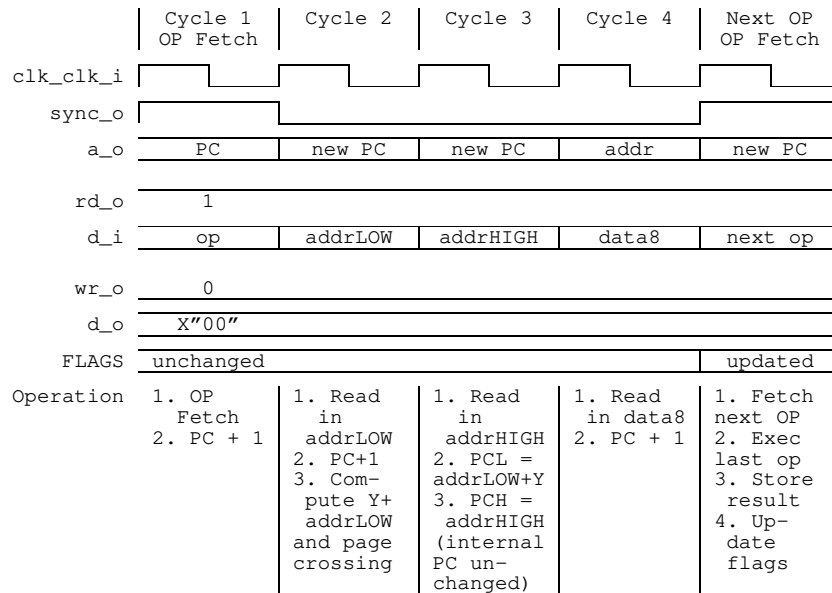 Cycle 1 Cycle 2 Cycle 3 Cycle 4 Next OP
OP Fetch OP Fetch
clk_clk_i
sync_o
a_o PC new PC new PC addr new PC
rd_o 1
d_i op addrLOW addrHIGH data8 next op
wr_o 0
d_o X"00"
FLAGS unchanged updated
Operation 1. OP 1. Read 1. Read 1. Read 1. Fetch
Fetch in in in data8 next OP
2. PC + 1 addrLOW addrHIGH 2. PC + 1 2. Exec
2. PC+1 2. PCL = last op
3. Com- addrLOW+Y 3. Store
pute Y+ 3. PCH = result
addrLOW addrHIGH 4. Up-
and page (internal date
crossing PC un- flags
changed)